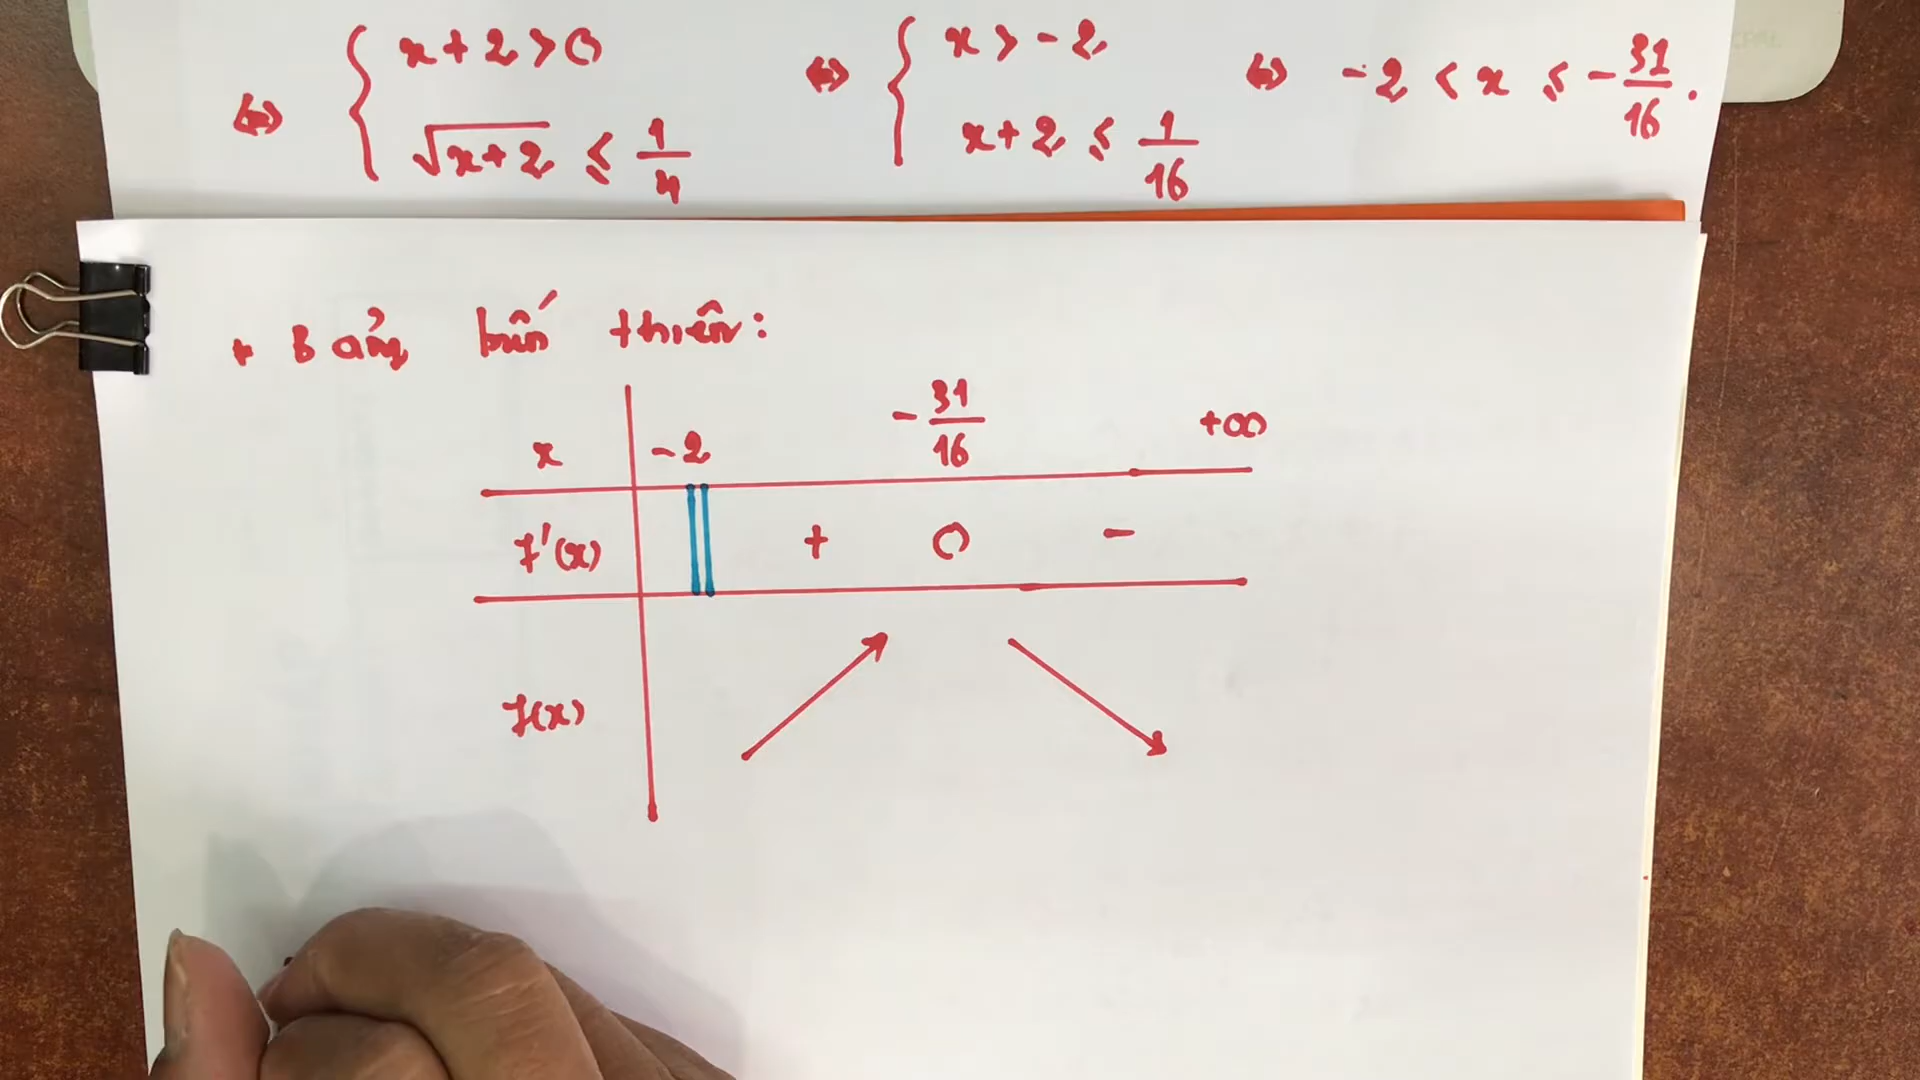 ⇔ { x + 2 > 0 ⇔ { x > - 2 ⇔ - 2 < x ≤ - 31/16 .
√(x+2) ≤ 1/4 x + 2 ≤ 1/16
+ Bảng biến thiên:
x -2 - 31/16 +∞
f'(x) || + 0 -
f(x)